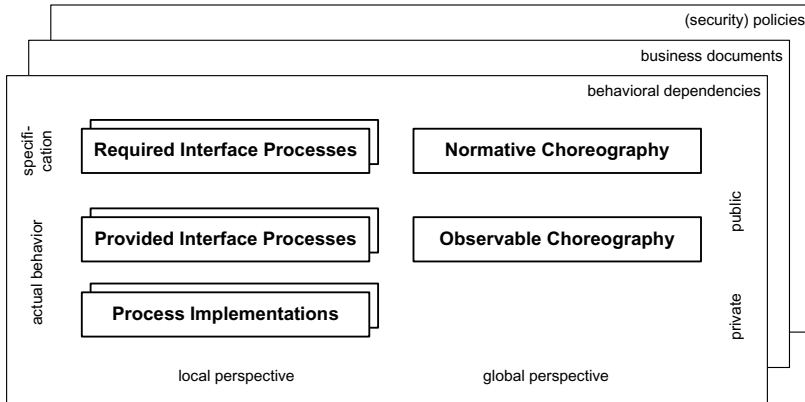 (security) policies
business documents
behavioral dependencies
specifi-
cation
Required Interface Processes
Normative Choreography
actual behavior
Provided Interface Processes
Observable Choreography
public
Process Implementations
private
local perspective
global perspective